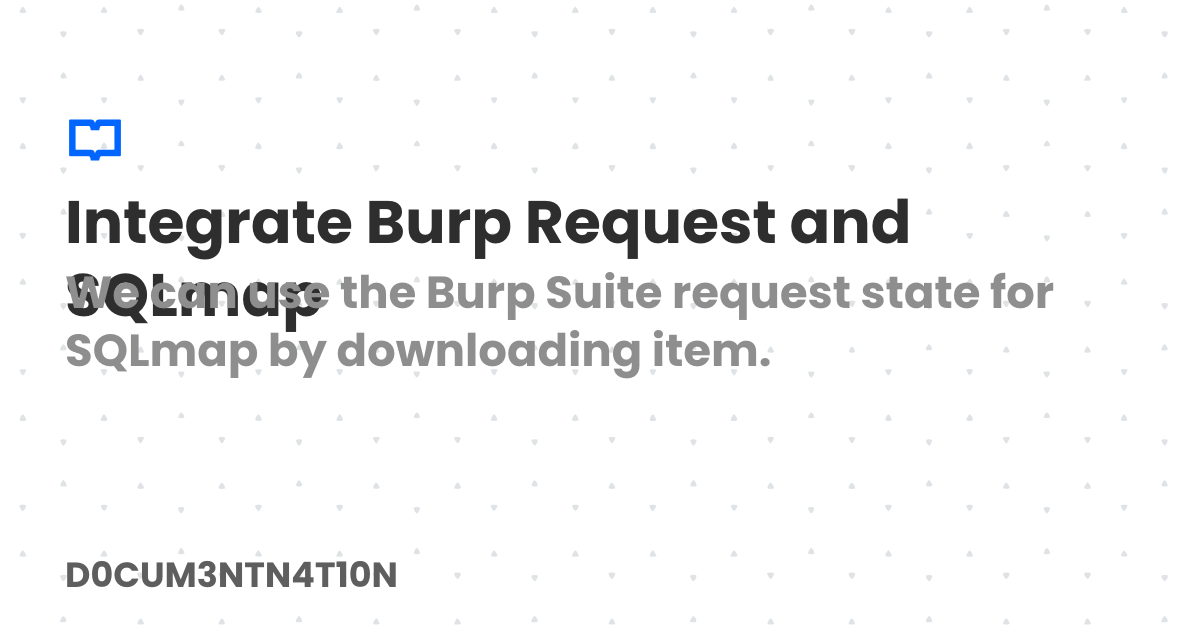 Integrate Burp Request and
SQLmap
We can use the Burp Suite request state for
SQLmap by downloading item.
D0CUM3NTN4T10N